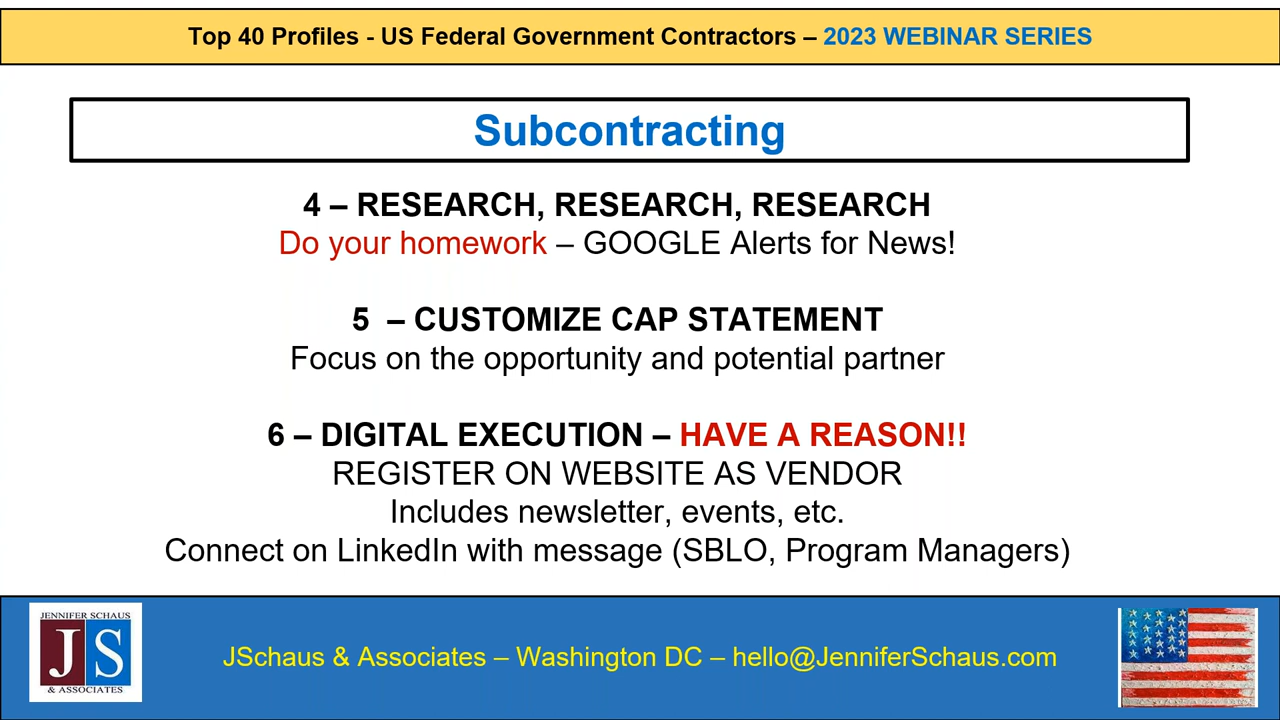 Top 40 Profiles - US Federal Government Contractors – 2023 WEBINAR SERIES
Subcontracting
4 – RESEARCH, RESEARCH, RESEARCH
Do your homework – GOOGLE Alerts for News!
5 – CUSTOMIZE CAP STATEMENT
Focus on the opportunity and potential partner
6 – DIGITAL EXECUTION – HAVE A REASON!!
REGISTER ON WEBSITE AS VENDOR
Includes newsletter, events, etc.
Connect on LinkedIn with message (SBLO, Program Managers)
JENNIFER SCHAUS
JS
& ASSOCIATES
JSchaus & Associates – Washington DC – hello@JenniferSchaus.com